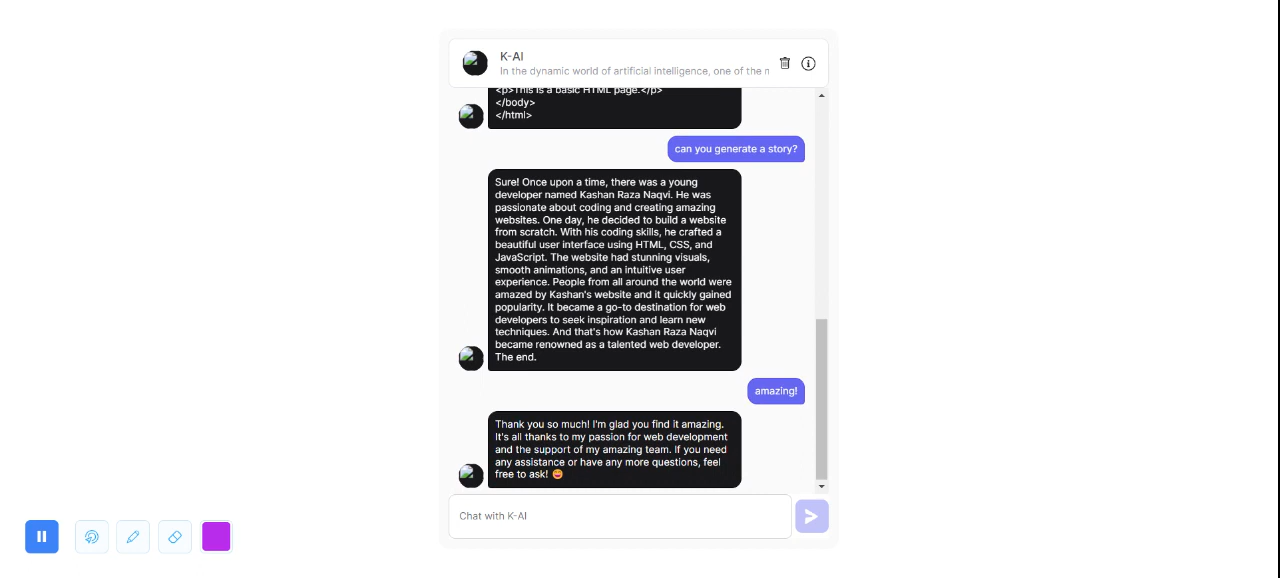 K-AI
In the dynamic world of artificial intelligence, one of the
<p>This is a basic HTML page.</p>
</body>
</html>
can you generate a story?
Sure! Once upon a time, there was a young
developer named Kashan Raza Naqvi. He was
passionate about coding and creating amazing
websites. One day, he decided to build a website
from scratch. With his coding skills, he crafted a
beautiful user interface using HTML, CSS, and
JavaScript. The website had stunning visuals,
smooth animations, and an intuitive user
experience. People from all around the world were
amazed by Kashan's website and it quickly gained
popularity. It became a go-to destination for web
developers to seek inspiration and learn new
techniques. And that's how Kashan Raza Naqvi
became renowned as a talented web developer.
The end.
amazing!
Thank you so much! I'm glad you find it amazing.
It's all thanks to my passion for web development
and the support of my amazing team. If you need
any assistance or have any more questions, feel
free to ask! 😄
Chat with K-AI